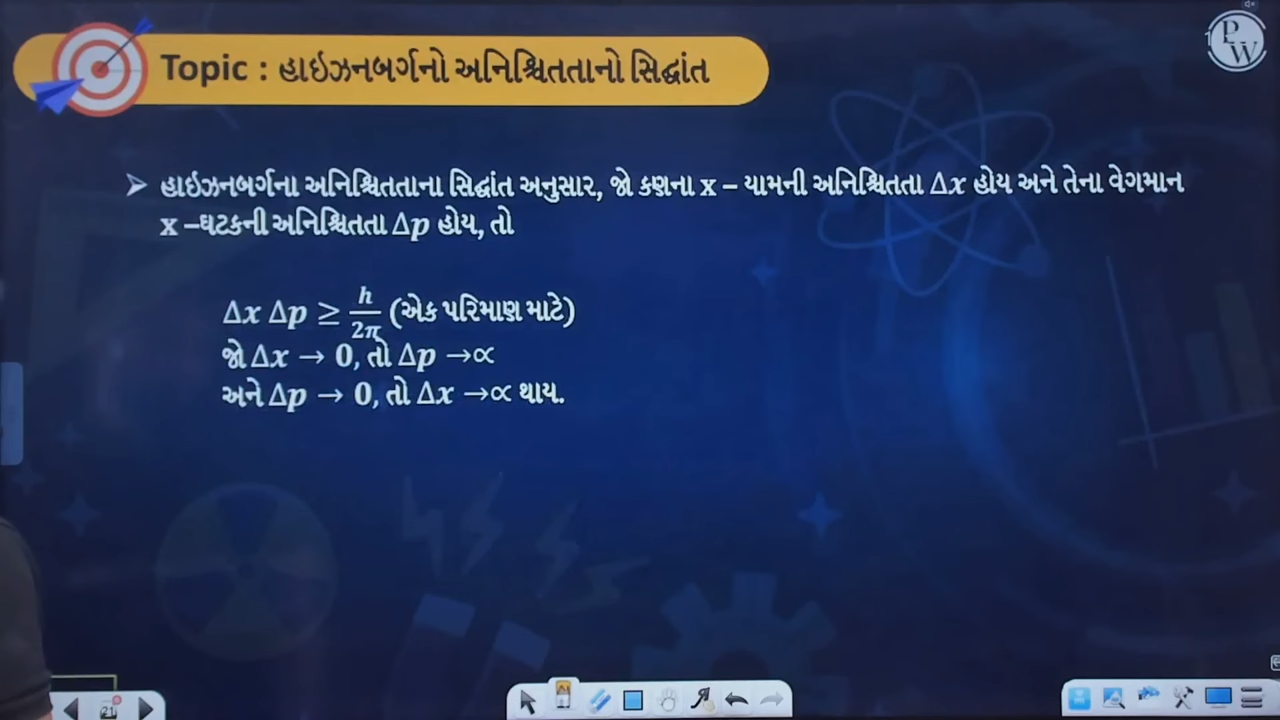 PW
Topic : હાઇઝનબર્ગનો અનિશ્ચિતતાનો સિદ્ધાંત
➢ હાઇઝનબર્ગના અનિશ્ચિતતાના સિદ્ધાંત અનુસાર, જો કણના x – યામની અનિશ્ચિતતા Δx હોય અને તેના વેગમાન
x –ઘટકની અનિશ્ચિતતા Δp હોય, તો
Δx Δp ≥ h/2π (એક પરિમાણ માટે)
જો Δx → 0, તો Δp →∝
અને Δp → 0, તો Δx →∝ થાય.
21